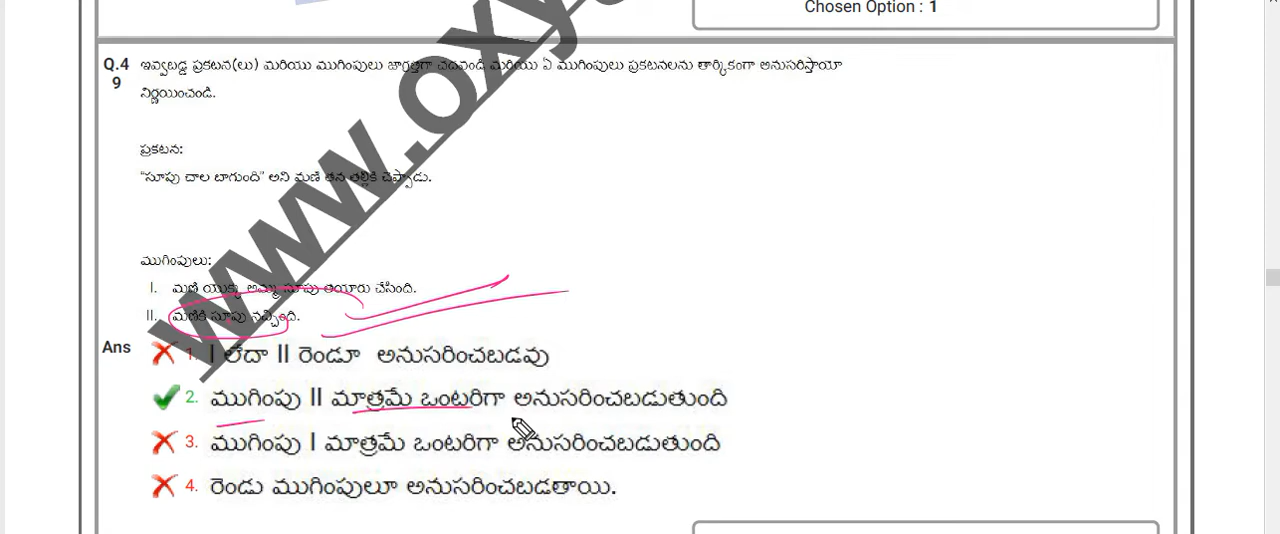 Chosen Option : 1
Q.4
9
ఇవ్వబడ్డ ప్రకటన(లు) మరియు ముగింపులు జాగ్రత్తగా చదవండి మరియు ఏ ముగింపులు ప్రకటనలను తార్కికంగా అనుసరిస్తాయో
నిర్ణయించండి.
ప్రకటన:
"సూపు చాల బాగుంది" అని మణి తన తల్లికి చెప్పాడు.
ముగింపులు:
I. మణి యొక్క అమ్మ సూపు తయారు చేసింది.
II. మణికి సూపు నచ్చింది.
Ans
1. I లేదా II రెండూ అనుసరించబడవు
2. ముగింపు II మాత్రమే ఒంటరిగా అనుసరించబడుతుంది
3. ముగింపు I మాత్రమే ఒంటరిగా అనుసరించబడుతుంది
4. రెండు ముగింపులూ అనుసరించబడతాయి.
www.oxy